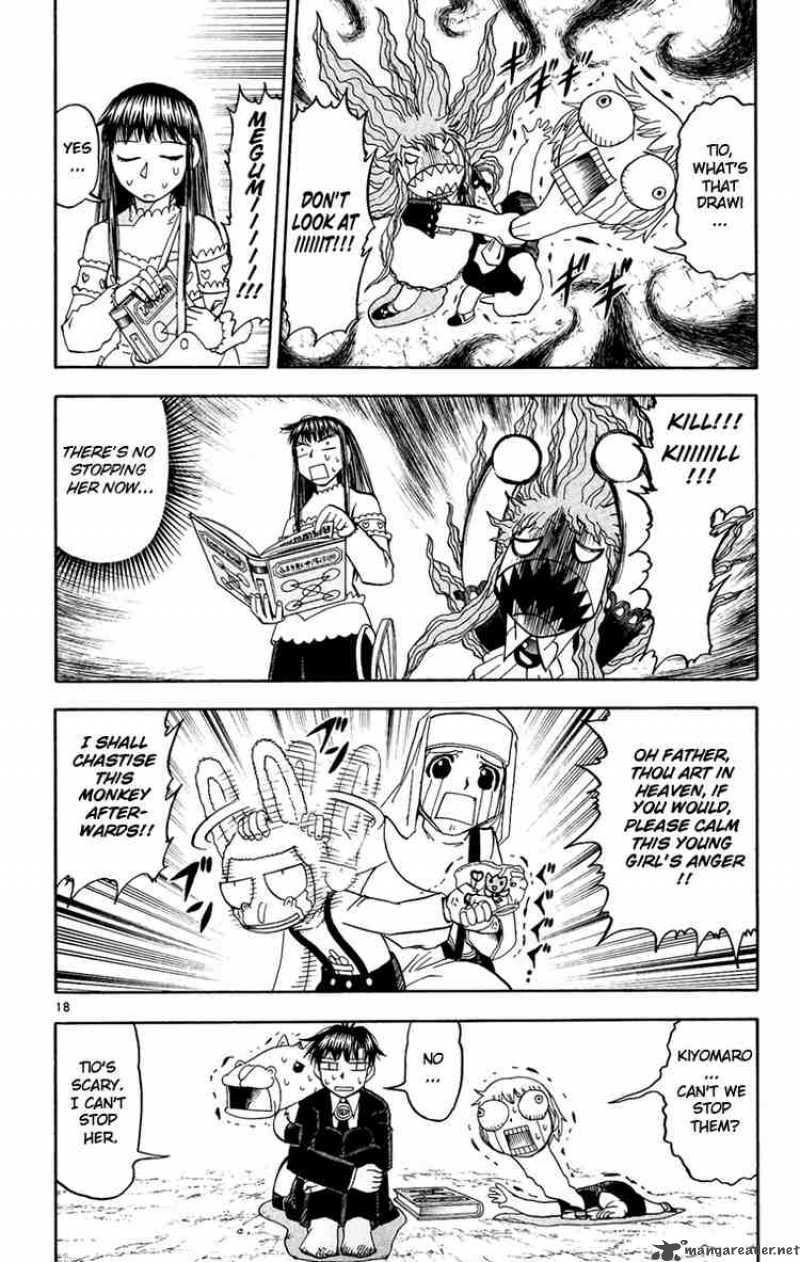 TIO,
WHAT'S
THAT
DRAWI
...
DON'T
LOOK AT
IIIIIIT!!!
MEGUMIIIIII!!!
YES
...
KILL!!!
KIIIIIILL
!!!
THERE'S NO
STOPPING
HER NOW...
OH FATHER,
THOU ART IN
HEAVEN, IF
YOU WOULD,
PLEASE CALM
THIS YOUNG
GIRL'S ANGER
!!
I SHALL
CHASTISE
THIS
MONKEY
AFTER-
WARDS!!
18
KIYOMARO
...
CAN'T WE
STOP
THEM?
NO
...
TIO'S
SCARY.
I CAN'T
STOP
HER.
mangareader.net